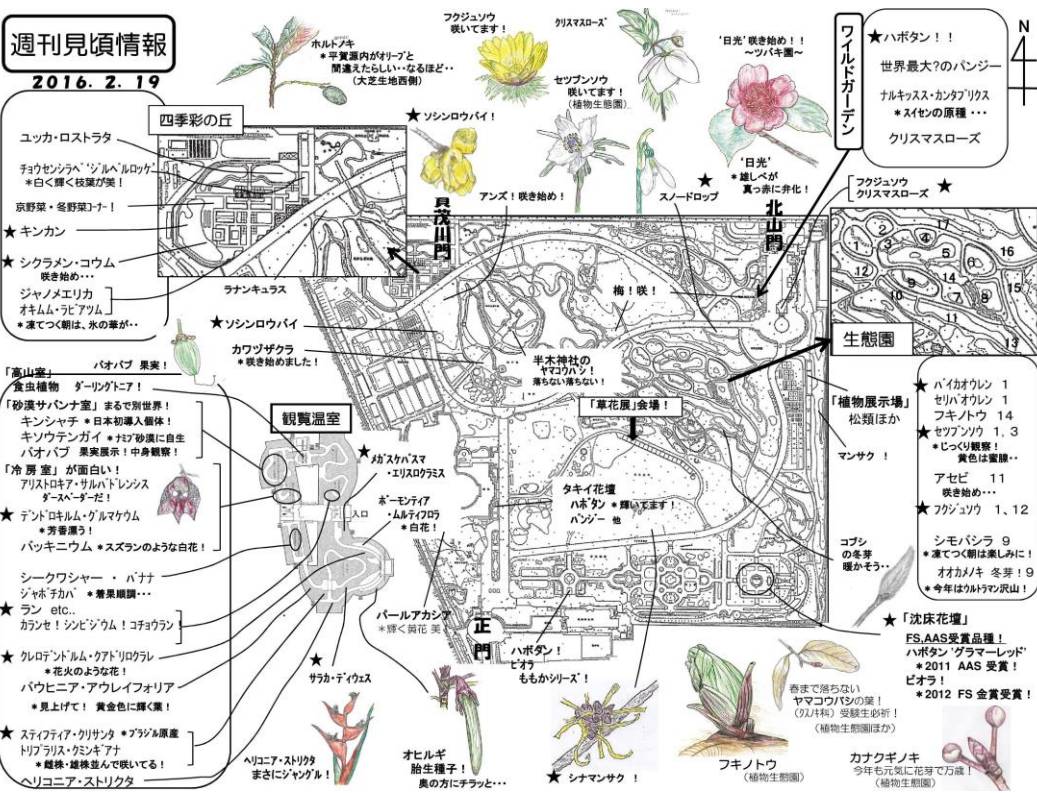 週刊見頃情報
2016. 2. 19
ホルトノキ
＊平賀源内がオリーブと
間違えたらしい・・なるほど・・
(大芝生地西側)
フクジュソウ
咲いてます！
クリスマスローズ
セツブンソウ
咲いてます！
(植物生態園)
'日光' 咲き始め！！
～ツバキ園～
'日光'
＊雄しべが
真っ赤に弁化！
★
スノードロップ
★ソシンロウバイ！
アンズ！咲き始め！
ワイルドガーデン
★ハボタン！！
世界最大?のパンジー
ナルキッスス・カンタブリクス
＊スイセンの原種・・・
クリスマスローズ
N
フクジュソウ
クリスマスローズ ★
四季彩の丘
ユッカ・ロストラタ
チョウセンシラベ‘シルベルロッケ’
＊白く輝く枝葉が美！
京野菜・冬野菜コーナー！
★キンカン
★シクラメン・コウム
咲き始め・・・
ジャノメエリカ
オキムム・ラビアツム
＊凍てつく朝は、氷の華が・・
ラナンキュラス
賀茂川門
北山門
★ソシンロウバイ
カワヅザクラ
＊咲き始めました！
梅！咲！
半木神社の
ヤマコウバシ！
落ちない落ちない！
「草花展」会場！
生態園
1
2
3
4
5
6
7
8
9
10
11
12
13
14
15
16
17
「植物展示場」
松類ほか
マンサク！
★バイカオウレン 1
セリバオウレン 1
フキノトウ 14
★セツブンソウ 1, 3
＊じっくり観察！
黄色は蜜腺・・
アセビ 11
咲き始め・・・
★フクジュソウ 1、12
シモバシラ 9
＊凍てつく朝は楽しみに！
オオカメノキ 冬芽！9
＊今年はウルトラマン沢山！
バオバブ 果実！
「高山室」
食虫植物 ダーリングトニア！
「砂漠サバンナ室」まるで別世界！
キンシャチ ＊日本初導入個体！
キソウテンガイ ＊ナミブ砂漠に自生
バオバブ 果実展示！中身観察！
「冷房室」が面白い！
アリストロキア・サルバドレンシス
ダースベーダーだ！
★デンドロキルム・グルマケウム
＊芳香漂う！
バッキニウム ＊スズランのような白花！
シークワシャー ・ バナナ
ジャボチカバ ＊着果順調・・・
★ラン etc..
カランセ！シンビジウム！コチョウラン！
★クレロデンドルム・クアドリロクラレ
＊花火のような花！
バウヒニア・アウレイフォリア
＊見上げて！ 黄金色に輝く葉！
★スティフティア・クリサンタ ＊ブラジル原産
トリプラリス・クミンギアナ
＊雌株・雄株並んで咲いてる！
ヘリコニア・ストリクタ
観覧温室
入口
★メガスケパスマ
・エリスロクラミス
ボーモンティア
・ムルティフロラ
＊白花！
タキイ花壇
ハボタン ＊輝いてます！
パンジー 他
パールアカシア
＊輝く黄花 美
正門
ハボタン！
ビオラ
ももかシリーズ！
★
サラカ・ディウェス
ヘリコニア・ストリクタ
まさにジャングル！
オヒルギ
胎生種子！
奥の方にチラッと・・・
★シナマンサク！
フキノトウ
(植物生態園)
春まで落ちない
ヤマコウバシの葉！
(クスノキ科) 受験生必祈！
(植物生態園ほか)
コブシ
の冬芽
暖かそう・・
★「沈床花壇」
FS,AAS受賞品種！
ハボタン‘グラマーレッド’
＊2011 AAS 受賞！
ビオラ！
＊2012 FS 金賞受賞！
カナクギノキ
今年も元気に花芽で万歳！
(植物生態園)